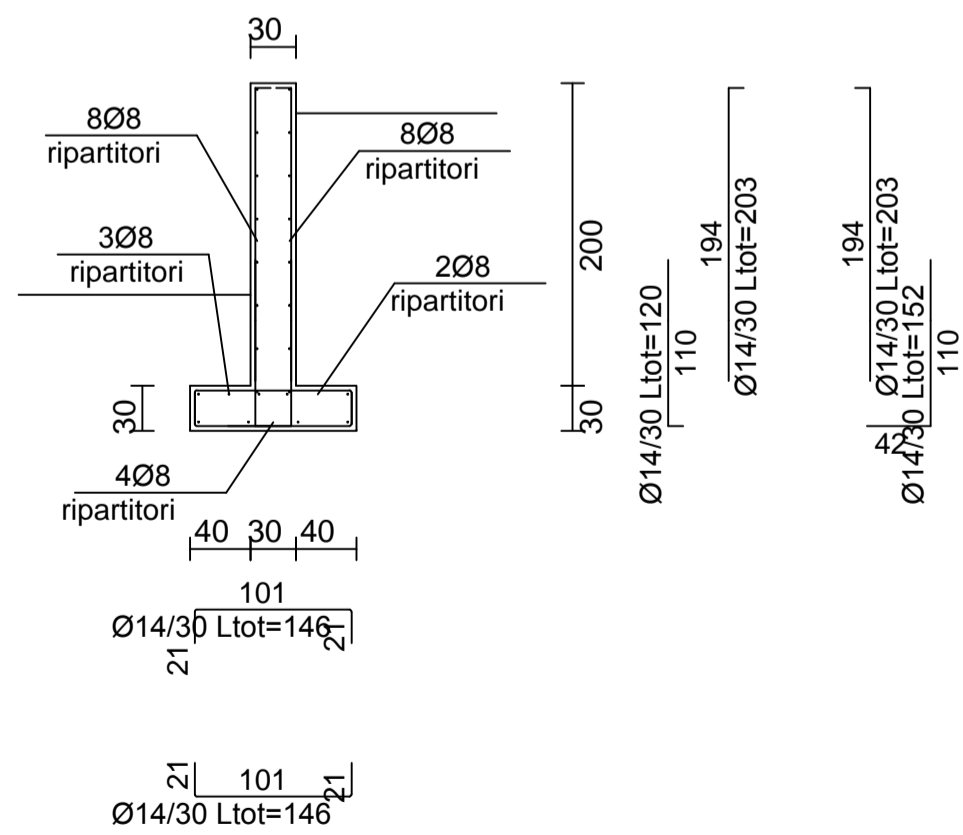 30
8Ø8
ripartitori
8Ø8
ripartitori
3Ø8
ripartitori
2Ø8
ripartitori
30
4Ø8
ripartitori
200
30
40 30 40
101
Ø14/30 Ltot=146
21
21
21
101
21
Ø14/30 Ltot=146
Ø14/30 Ltot=120
110
194
Ø14/30 Ltot=203
194
Ø14/30 Ltot=203
42
Ø14/30 Ltot=152
110